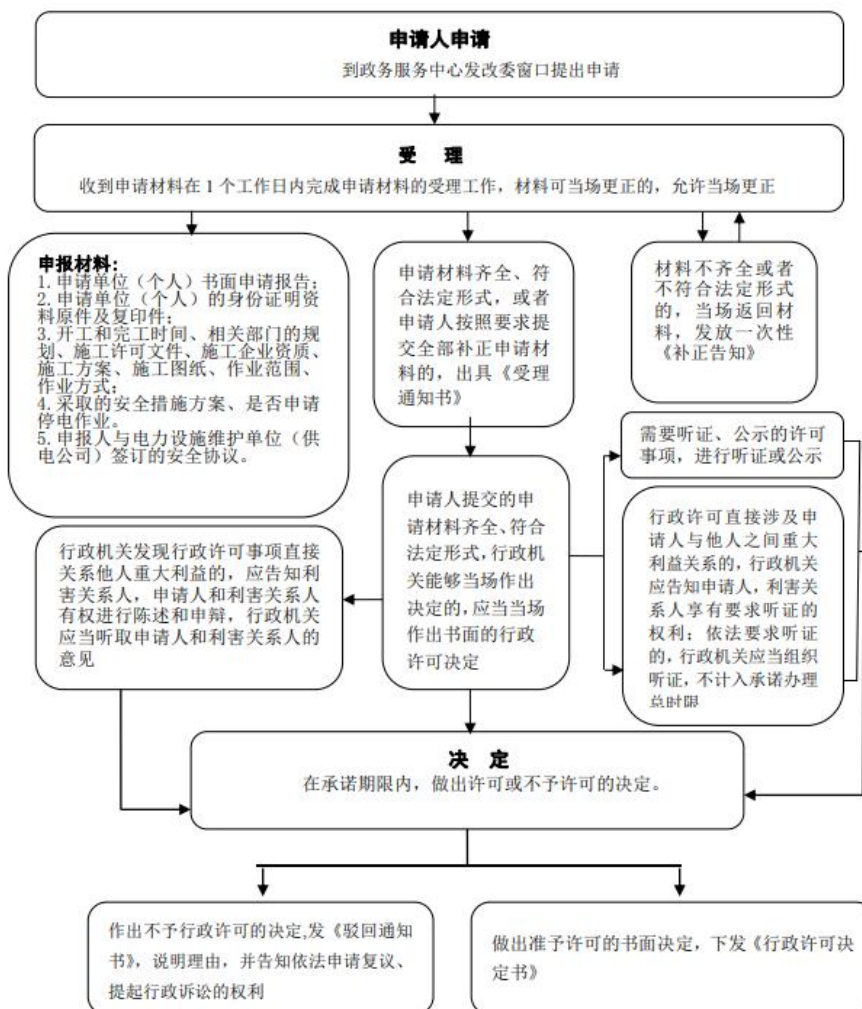 申请人申请
到政务服务中心发改委窗口提出申请
受 理
收到申请材料在 1 个工作日内完成申请材料的受理工作，材料可当场更正的，允许当场更正
申报材料：
1. 申请单位（个人）书面申请报告；
2. 申请单位（个人）的身份证明资
料原件及复印件；
3. 开工和完工时间、相关部门的规
划、施工许可文件、施工企业资质、
施工方案、施工图纸、作业范围、
作业方式；
4. 采取的安全措施方案、是否申请
停电作业。
5. 申报人与电力设施维护单位（供
电公司）签订的安全协议。
申请材料齐全、符
合法定形式，或者
申请人按照要求提
交全部补正申请材
料的，出具《受理
通知书》
材料不齐全或者
不符合法定形式
的，当场返回材
料，发放一次性
《补正告知》
需要听证、公示的许可
事项，进行听证或公示
申请人提交的申
请材料齐全、符合
法定形式，行政机
关能够当场作出
决定的，应当当场
作出书面的行政
许可决定
行政许可直接涉及申
请人与他人之间重大
利益关系的，行政机关
应告知申请人，利害关
系人享有要求听证的
权利；依法要求听证
的，行政机关应当组织
听证，不计入承诺办理
总时限
行政机关发现行政许可事项直接
关系他人重大利益的，应告知利
害关系人，申请人和利害关系人
有权进行陈述和申辩，行政机关
应当听取申请人和利害关系人的
意见
决 定
在承诺期限内，做出许可或不予许可的决定。
作出不予行政许可的决定,发《驳回通知
书》，说明理由，并告知依法申请复议、
提起行政诉讼的权利
做出准予许可的书面决定，下发《行政许可决
定书》